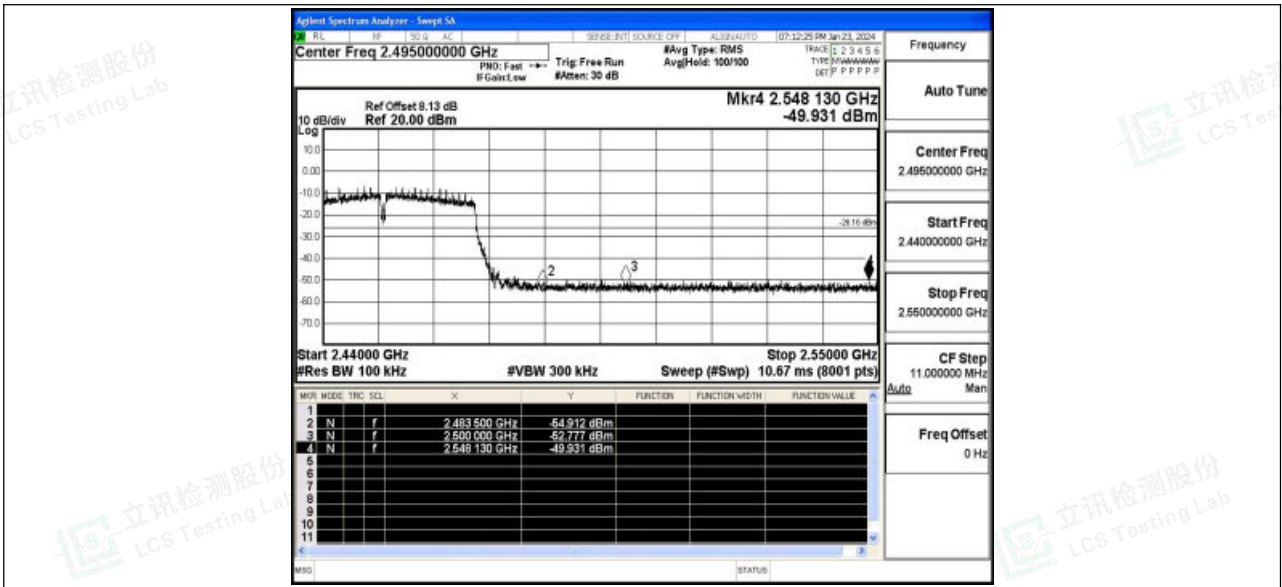 Agilent Spectrum Analyzer - Swept SA
RL RF 50 Ω AC SENSE:INT SOURCE OFF ALIGNAUTO 07:12:25 PM Jan 23, 2024
Center Freq 2.495000000 GHz
#Avg Type: RMS
TRACE 1 2 3 4 5 6
PNO: Fast Trig: Free Run Avg|Hold: 100/100
TYPE MWWWWW
IFGain:Low #Atten: 30 dB
DET P P P P P P
Frequency
Auto Tune
Mkr4 2.548 130 GHz
-49.931 dBm
Ref Offset 8.13 dB
10 dB/div Ref 20.00 dBm
Log
10.0
0.00
-10.0
-20.0
-28.16 dBm
-30.0
-40.0
2
3
-50.0
-60.0
-70.0
Center Freq
2.495000000 GHz
Start Freq
2.440000000 GHz
Stop Freq
2.550000000 GHz
CF Step
11.000000 MHz
Auto Man
Freq Offset
0 Hz
Start 2.44000 GHz Stop 2.55000 GHz
#Res BW 100 kHz #VBW 300 kHz Sweep (#Swp) 10.67 ms (8001 pts)
MKR MODE TRC SCL X Y FUNCTION FUNCTION WIDTH FUNCTION VALUE
1
2 N f 2.483 500 GHz -54.912 dBm
3 N f 2.500 000 GHz -52.777 dBm
4 N f 2.548 130 GHz -49.931 dBm
5
6
7
8
9
10
11
MSG STATUS
立讯检测股份
LCS Testing Lab
立讯检
LCS Tes
立讯检测股份
LCS Testing Lab
立讯检测股份
LCS Testing Lab